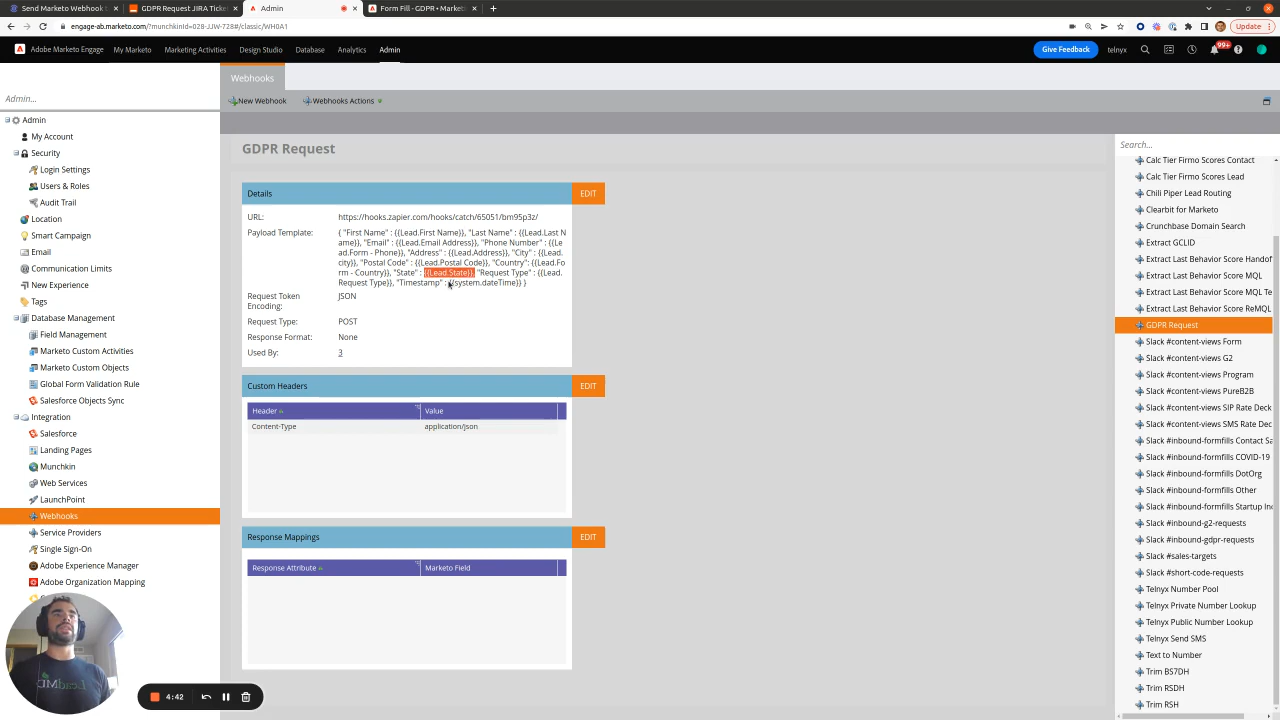 Send Marketo Webhook t
GDPR Request JIRA Ticke
Admin
Form Fill - GDPR • Marketo
engage-ab.marketo.com/?munchkinId=028-JJW-728#/classic/WH0A1
Update
Adobe Marketo Engage
My Marketo
Marketing Activities
Design Studio
Database
Analytics
Admin
Give Feedback
telnyx
99+
Webhooks
Admin...
New Webhook
Webhooks Actions
Admin
My Account
Security
Login Settings
Users & Roles
Audit Trail
Location
Smart Campaign
Email
Communication Limits
New Experience
Tags
Database Management
Field Management
Marketo Custom Activities
Marketo Custom Objects
Global Form Validation Rule
Salesforce Objects Sync
Integration
Salesforce
Landing Pages
Munchkin
Web Services
LaunchPoint
Webhooks
Service Providers
Single Sign-On
Adobe Experience Manager
Adobe Organization Mapping
GDPR Request
Details
EDIT
URL:
https://hooks.zapier.com/hooks/catch/65051/bm95p3z/
Payload Template:
{ "First Name" : {{Lead.First Name}}, "Last Name" : {{Lead.Last N
ame}}, "Email" : {{Lead.Email Address}}, "Phone Number" : {{Le
ad.Form - Phone}}, "Address" : {{Lead.Address}}, "City" : {{Lead.
city}}, "Postal Code" : {{Lead.Postal Code}}, "Country": {{Lead.Fo
rm - Country}}, "State" : {{Lead.State}}, "Request Type" : {{Lead.
Request Type}}, "Timestamp" : {{system.dateTime}} }
Request Token
Encoding:
JSON
Request Type:
POST
Response Format:
None
Used By:
3
Custom Headers
EDIT
Header
Value
Content-Type
application/json
Response Mappings
EDIT
Response Attribute
Marketo Field
Search...
Calc Tier Firmo Scores Contact
Calc Tier Firmo Scores Lead
Chili Piper Lead Routing
Clearbit for Marketo
Crunchbase Domain Search
Extract GCLID
Extract Last Behavior Score Handof
Extract Last Behavior Score MQL
Extract Last Behavior Score MQL Te
Extract Last Behavior Score ReMQL
GDPR Request
Slack #content-views Form
Slack #content-views G2
Slack #content-views Program
Slack #content-views PureB2B
Slack #content-views SIP Rate Deck
Slack #content-views SMS Rate Dec
Slack #inbound-formfills Contact Sa
Slack #inbound-formfills COVID-19
Slack #inbound-formfills DotOrg
Slack #inbound-formfills Other
Slack #inbound-formfills Startup Inc
Slack #inbound-g2-requests
Slack #inbound-gdpr-requests
Slack #sales-targets
Slack #short-code-requests
Telnyx Number Pool
Telnyx Private Number Lookup
Telnyx Public Number Lookup
Telnyx Send SMS
Text to Number
Trim BS7DH
Trim RSDH
Trim RSH
LeadMD
4:42